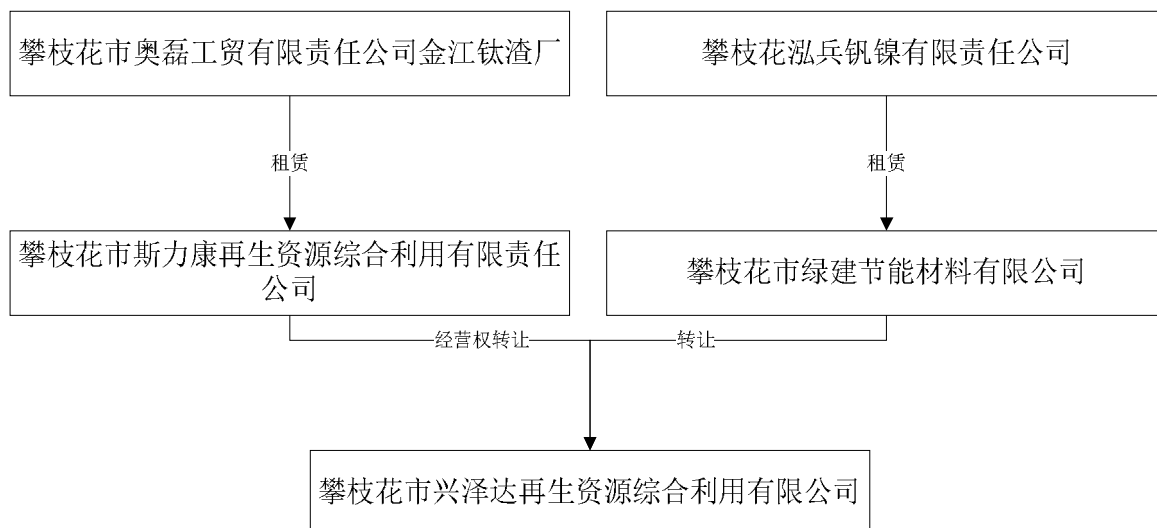 攀枝花市奥磊工贸有限责任公司金江钛渣厂
攀枝花泓兵钒镍有限责任公司
租赁
租赁
攀枝花市斯力康再生资源综合利用有限责任
公司
攀枝花市绿建节能材料有限公司
经营权转让
转让
攀枝花市兴泽达再生资源综合利用有限公司